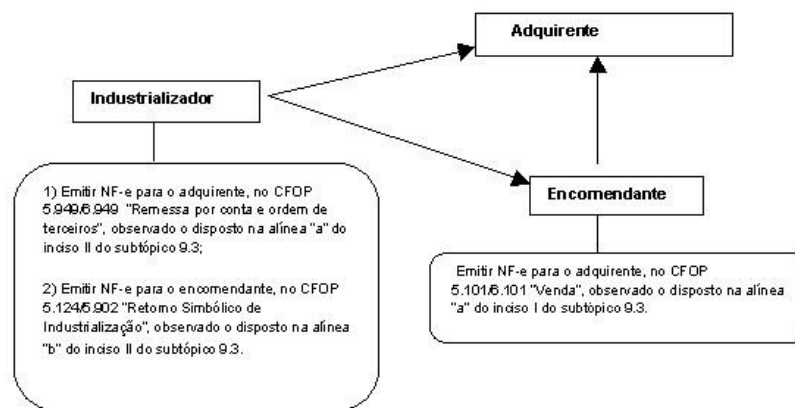 Adquirente
Industrializador
1) Emitir NF-e para o adquirente, no CFOP
5.949/6.949 "Remessa por conta e ordem de
terceiros", observado o disposto na alínea "a" do
inciso II do subtópico 9.3;
2) Emitir NF-e para o encomendante, no CFOP
5.124/5.902 "Retorno Simbólico de
Industrialização", observado o disposto na alínea
"b" do inciso II do subtópico 9.3.
Encomendante
Emitir NF-e para o adquirente, no CFOP
5.101/6.101 "Venda", observado o disposto na alínea
"a" do inciso I do subtópico 9.3.